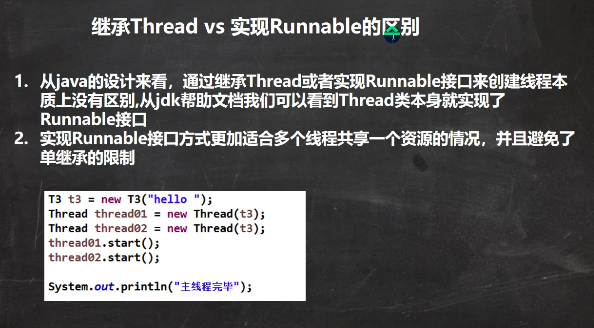 继承Thread vs 实现Runnable的区别
1. 从java的设计来看，通过继承Thread或者实现Runnable接口来创建线程本
质上没有区别,从jdk帮助文档我们可以看到Thread类本身就实现了
Runnable接口
2. 实现Runnable接口方式更加适合多个线程共享一个资源的情况，并且避免了
单继承的限制
T3 t3 = new T3("hello ");
Thread thread01 = new Thread(t3);
Thread thread02 = new Thread(t3);
thread01.start();
thread02.start();
System.out.println("主线程完毕");